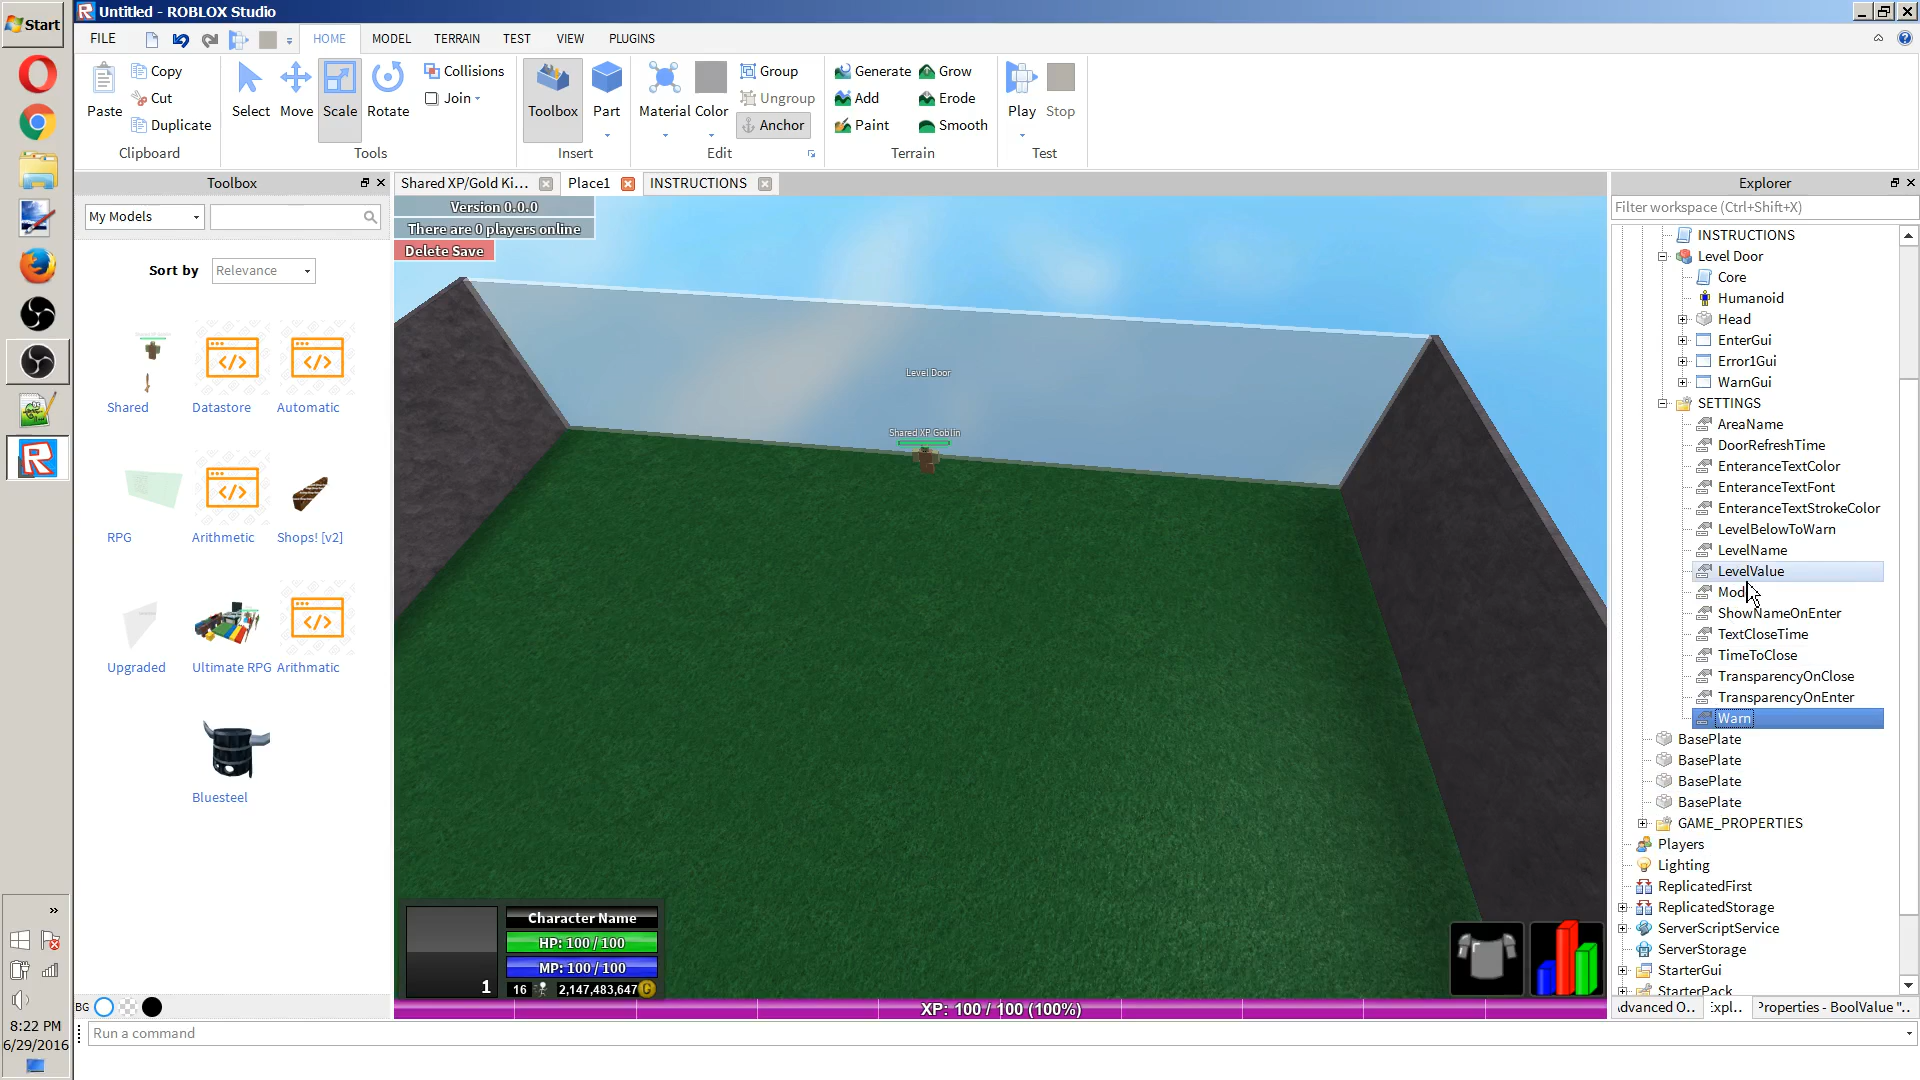 Start
Untitled - ROBLOX Studio
FILE
HOME
MODEL
TERRAIN
TEST
VIEW
PLUGINS
Paste
Copy
Cut
Duplicate
Clipboard
Select
Move
Scale
Rotate
Collisions
Join
Tools
Toolbox
Part
Insert
Material
Color
Group
Ungroup
Anchor
Edit
Generate
Add
Paint
Grow
Erode
Smooth
Terrain
Play
Stop
Test
Toolbox
My Models
Sort by
Relevance
Shared
Datastore
Automatic
RPG
Arithmetic
Shops! [v2]
Upgraded
Ultimate RPG
Arithmatic
Bluesteel
BG
Shared XP/Gold Ki...
Place1
INSTRUCTIONS
Version 0.0.0
There are 0 players online
Delete Save
Level Door
Shared XP Goblin
Character Name
HP: 100 / 100
MP: 100 / 100
1
16
2,147,483,647
C
XP: 100 / 100 (100%)
Explorer
Filter workspace (Ctrl+Shift+X)
INSTRUCTIONS
Level Door
Core
Humanoid
Head
EnterGui
Error1Gui
WarnGui
SETTINGS
AreaName
DoorRefreshTime
EnteranceTextColor
EnteranceTextFont
EnteranceTextStrokeColor
LevelBelowToWarn
LevelName
LevelValue
Mod
ShowNameOnEnter
TextCloseTime
TimeToClose
TransparencyOnClose
TransparencyOnEnter
Warn
BasePlate
BasePlate
BasePlate
BasePlate
GAME_PROPERTIES
Players
Lighting
ReplicatedFirst
ReplicatedStorage
ServerScriptService
ServerStorage
StarterGui
StarterPack
dvanced O..
Expl..
Properties - BoolValue "..
Run a command
8:22 PM
6/29/2016